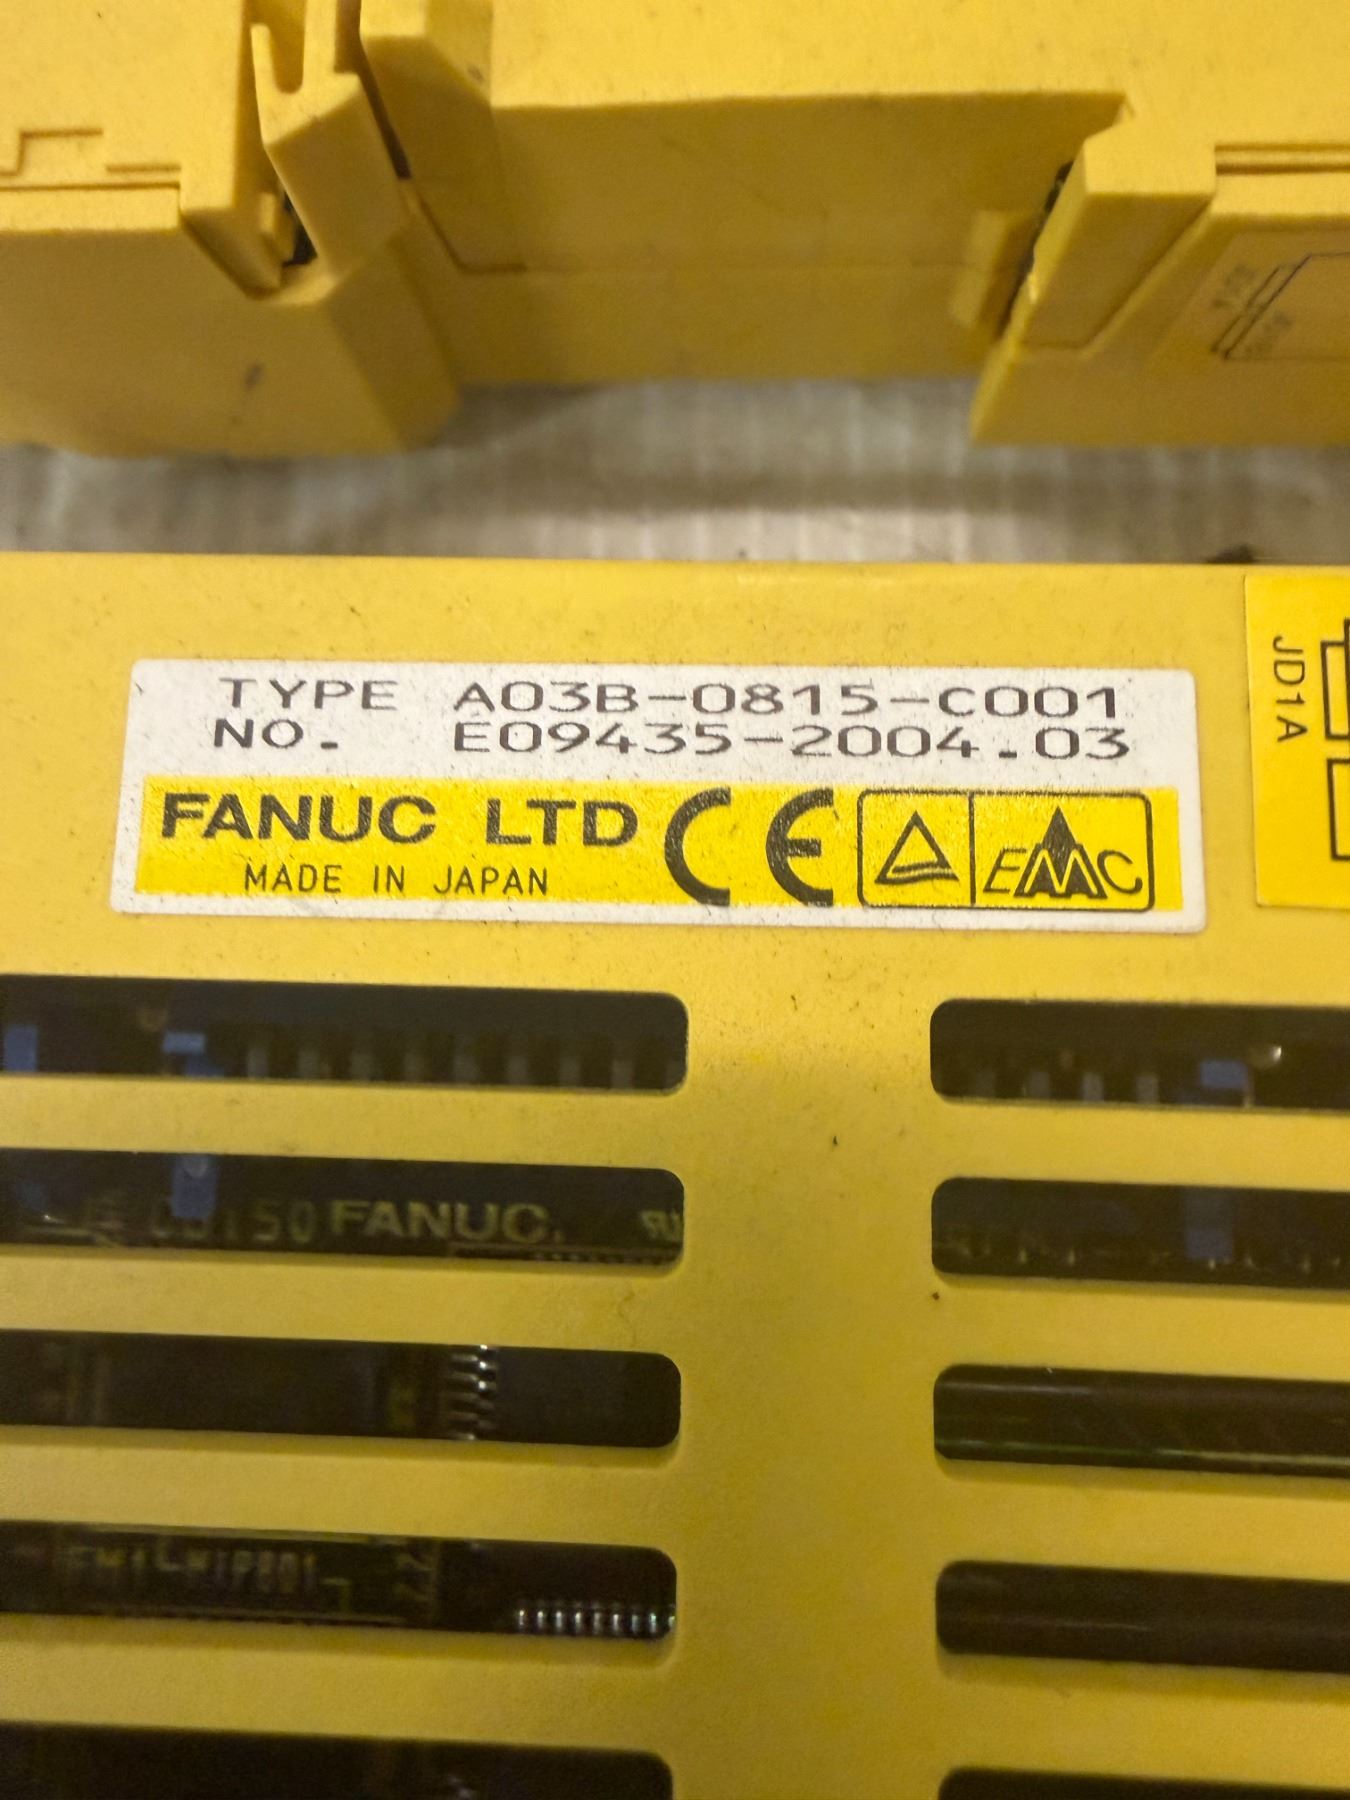 TYPE A03B-0815-C001
NO. E09435-2004.03
FANUC LTD CE EMC
MADE IN JAPAN
JD1A
FANUC.